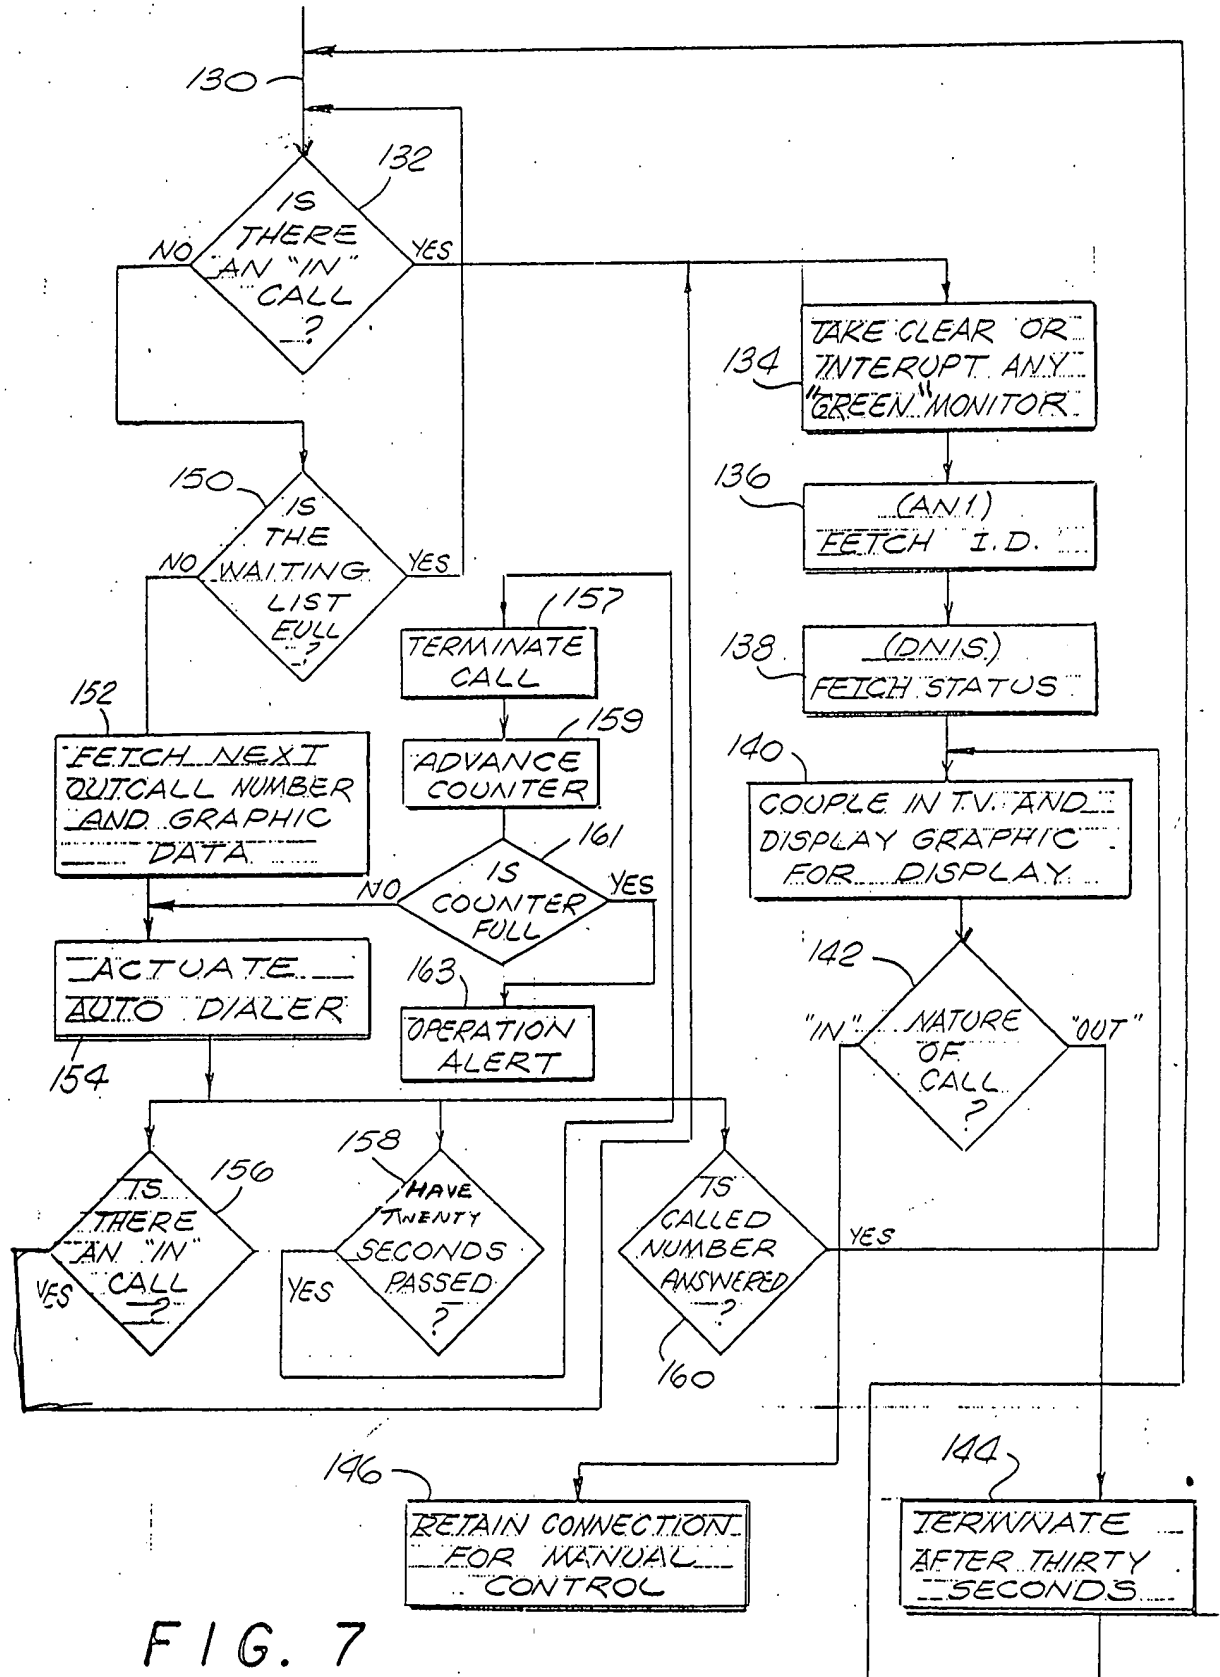 130
132
IS
THERE
AN "IN"
CALL
?
NO
YES
134
TAKE CLEAR OR
INTERUPT ANY
"GREEN" MONITOR
150
IS
THE
WAITING
LIST
FULL
?
NO
YES
136
(ANI)
FETCH I.D.
138
(DNIS)
FETCH STATUS
157
TERMINATE
CALL
152
FETCH NEXT
OUTCALL NUMBER
AND GRAPHIC
DATA
159
ADVANCE
COUNTER
140
COUPLE IN T.V. AND
DISPLAY GRAPHIC
FOR DISPLAY
161
IS
COUNTER
FULL
NO
YES
ACTUATE
AUTO DIALER
154
163
OPERATION
ALERT
142
NATURE
OF
CALL
?
"IN"
"OUT"
156
IS
THERE
AN "IN"
CALL
?
YES
158
HAVE
TWENTY
SECONDS
PASSED
?
YES
IS
CALLED
NUMBER
ANSWERED
?
YES
160
146
RETAIN CONNECTION
FOR MANUAL
CONTROL
144
TERMINATE
AFTER THIRTY
SECONDS
FIG. 7